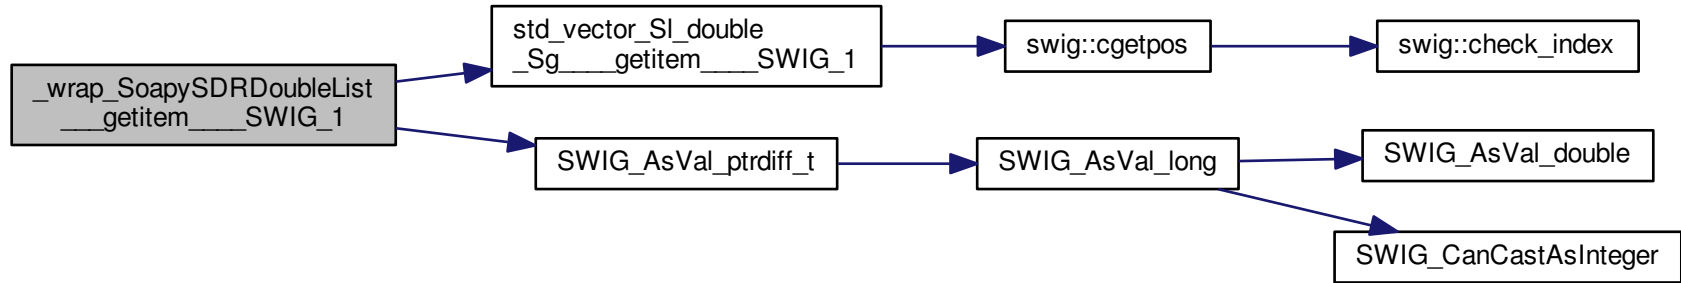 _wrap_SoapySDRDoubleList
___getitem____SWIG_1
std_vector_Sl_double
_Sg____getitem____SWIG_1
swig::cgetpos
swig::check_index
SWIG_AsVal_ptrdiff_t
SWIG_AsVal_long
SWIG_AsVal_double
SWIG_CanCastAsInteger